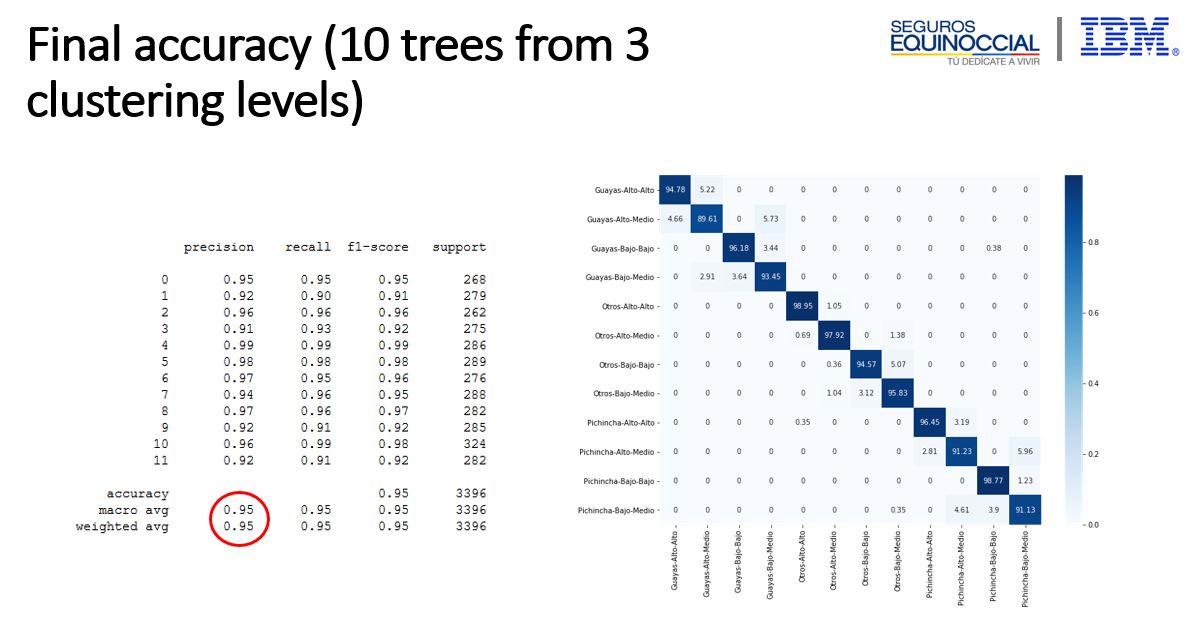 Final accuracy (10 trees from 3
clustering levels)
SEGUROS
EQUINOCCIAL
TÚ DEDÍCATE A VIVIR
IBM®
precision recall f1-score support
0 0.95 0.95 0.95 268
1 0.92 0.90 0.91 279
2 0.96 0.96 0.96 262
3 0.91 0.93 0.92 275
4 0.99 0.99 0.99 286
5 0.98 0.98 0.98 289
6 0.97 0.95 0.96 276
7 0.94 0.96 0.95 288
8 0.97 0.96 0.97 282
9 0.92 0.91 0.92 285
10 0.96 0.99 0.98 324
11 0.92 0.91 0.92 282
accuracy 0.95 3396
macro avg 0.95 0.95 0.95 3396
weighted avg 0.95 0.95 0.95 3396
Guayas-Alto-Alto 94.78 5.22 0 0 0 0 0 0 0 0 0 0
Guayas-Alto-Medio 4.66 89.61 0 5.73 0 0 0 0 0 0 0 0
Guayas-Bajo-Bajo 0 0 96.18 3.44 0 0 0 0 0 0 0.38 0
Guayas-Bajo-Medio 0 2.91 3.64 93.45 0 0 0 0 0 0 0 0
Otros-Alto-Alto 0 0 0 0 98.95 1.05 0 0 0 0 0 0
Otros-Alto-Medio 0 0 0 0 0.69 97.92 0 1.38 0 0 0 0
Otros-Bajo-Bajo 0 0 0 0 0 0.36 94.57 5.07 0 0 0 0
Otros-Bajo-Medio 0 0 0 0 0 1.04 3.12 95.83 0 0 0 0
Pichincha-Alto-Alto 0 0 0 0 0.35 0 0 0 96.45 3.19 0 0
Pichincha-Alto-Medio 0 0 0 0 0 0 0 0 2.81 91.23 0 5.96
Pichincha-Bajo-Bajo 0 0 0 0 0 0 0 0 0 0 98.77 1.23
Pichincha-Bajo-Medio 0 0 0 0 0 0 0 0.35 0 4.61 3.9 91.13
Guayas-Alto-Alto
Guayas-Alto-Medio
Guayas-Bajo-Bajo
Guayas-Bajo-Medio
Otros-Alto-Alto
Otros-Alto-Medio
Otros-Bajo-Bajo
Otros-Bajo-Medio
Pichincha-Alto-Alto
Pichincha-Alto-Medio
Pichincha-Bajo-Bajo
Pichincha-Bajo-Medio
0.8
0.6
0.4
0.2
0.0